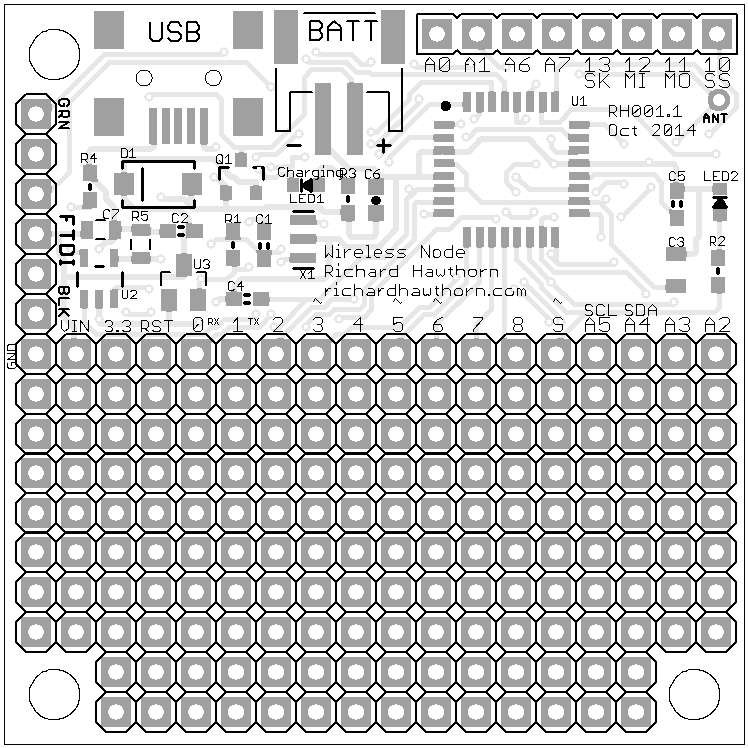 USB
BATT
A0 A1 A6 A7 13 12 11 10
SK MI MO SS
GRN
U1
RH001.1
Oct 2014
ANT
R4
D1
Q1
Charging
LED1
R3
C6
C5
LED2
FTDI
C7
R5
C2
R1
C1
Wireless Node
Richard Hawthorn
richardhawthorn.com
C3
R2
U3
X1
U2
C4
BLK
SCL SDA
VIN 3.3 RST 0 RX 1 TX 2 3 4 5 6 7 8 9 A5 A4 A3 A2
GND